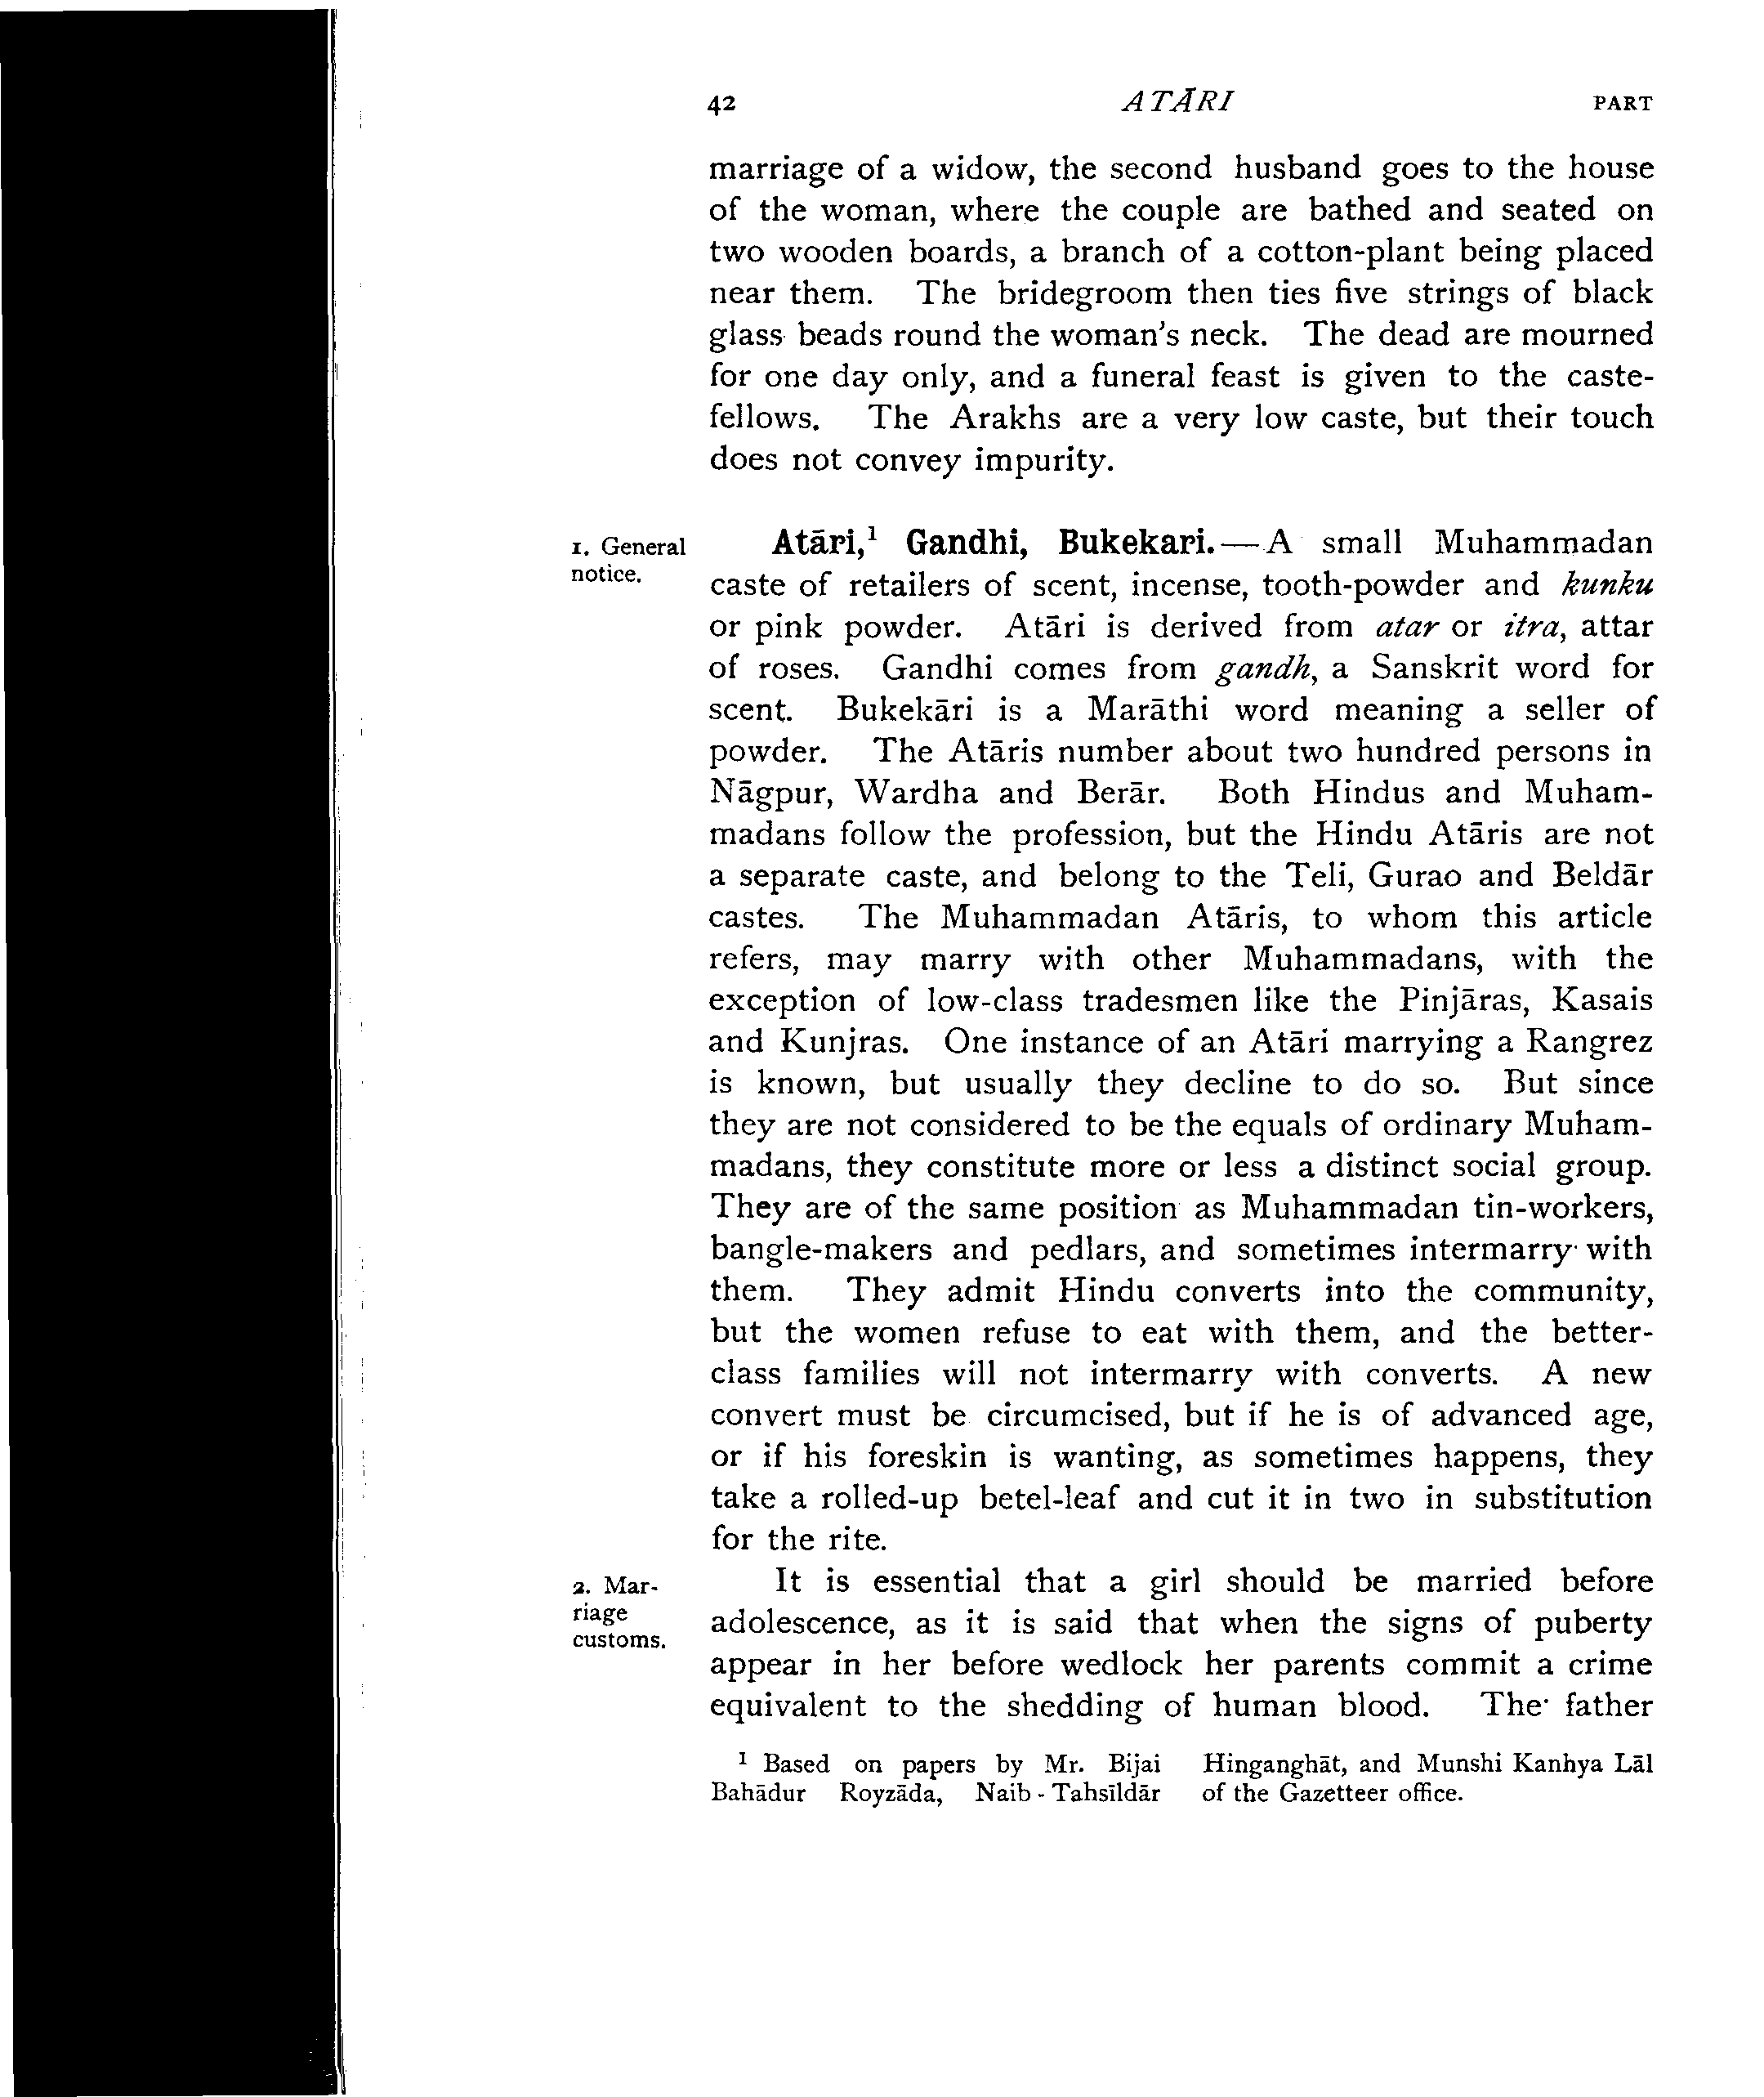 42 ATĀRI PART
marriage of a widow, the second husband goes to the house
of the woman, where the couple are bathed and seated on
two wooden boards, a branch of a cotton-plant being placed
near them. The bridegroom then ties five strings of black
glass beads round the woman's neck. The dead are mourned
for one day only, and a funeral feast is given to the caste-
fellows. The Arakhs are a very low caste, but their touch
does not convey impurity.
1. General
notice.
Atāri,¹ Gandhi, Bukekari.—A small Muhammadan
caste of retailers of scent, incense, tooth-powder and kunku
or pink powder. Atāri is derived from atar or itra, attar
of roses. Gandhi comes from gandh, a Sanskrit word for
scent. Bukekāri is a Marāthi word meaning a seller of
powder. The Atāris number about two hundred persons in
Nāgpur, Wardha and Berār. Both Hindus and Muham-
madans follow the profession, but the Hindu Atāris are not
a separate caste, and belong to the Teli, Gurao and Beldār
castes. The Muhammadan Atāris, to whom this article
refers, may marry with other Muhammadans, with the
exception of low-class tradesmen like the Pinjāras, Kasais
and Kunjras. One instance of an Atāri marrying a Rangrez
is known, but usually they decline to do so. But since
they are not considered to be the equals of ordinary Muham-
madans, they constitute more or less a distinct social group.
They are of the same position as Muhammadan tin-workers,
bangle-makers and pedlars, and sometimes intermarry with
them. They admit Hindu converts into the community,
but the women refuse to eat with them, and the better-
class families will not intermarry with converts. A new
convert must be circumcised, but if he is of advanced age,
or if his foreskin is wanting, as sometimes happens, they
take a rolled-up betel-leaf and cut it in two in substitution
for the rite.
2. Mar-
riage
customs.
It is essential that a girl should be married before
adolescence, as it is said that when the signs of puberty
appear in her before wedlock her parents commit a crime
equivalent to the shedding of human blood. The father
¹ Based on papers by Mr. Bijai
Bahādur Royzāda, Naib-Tahsīldār
Hinganghāt, and Munshi Kanhya Lāl
of the Gazetteer office.